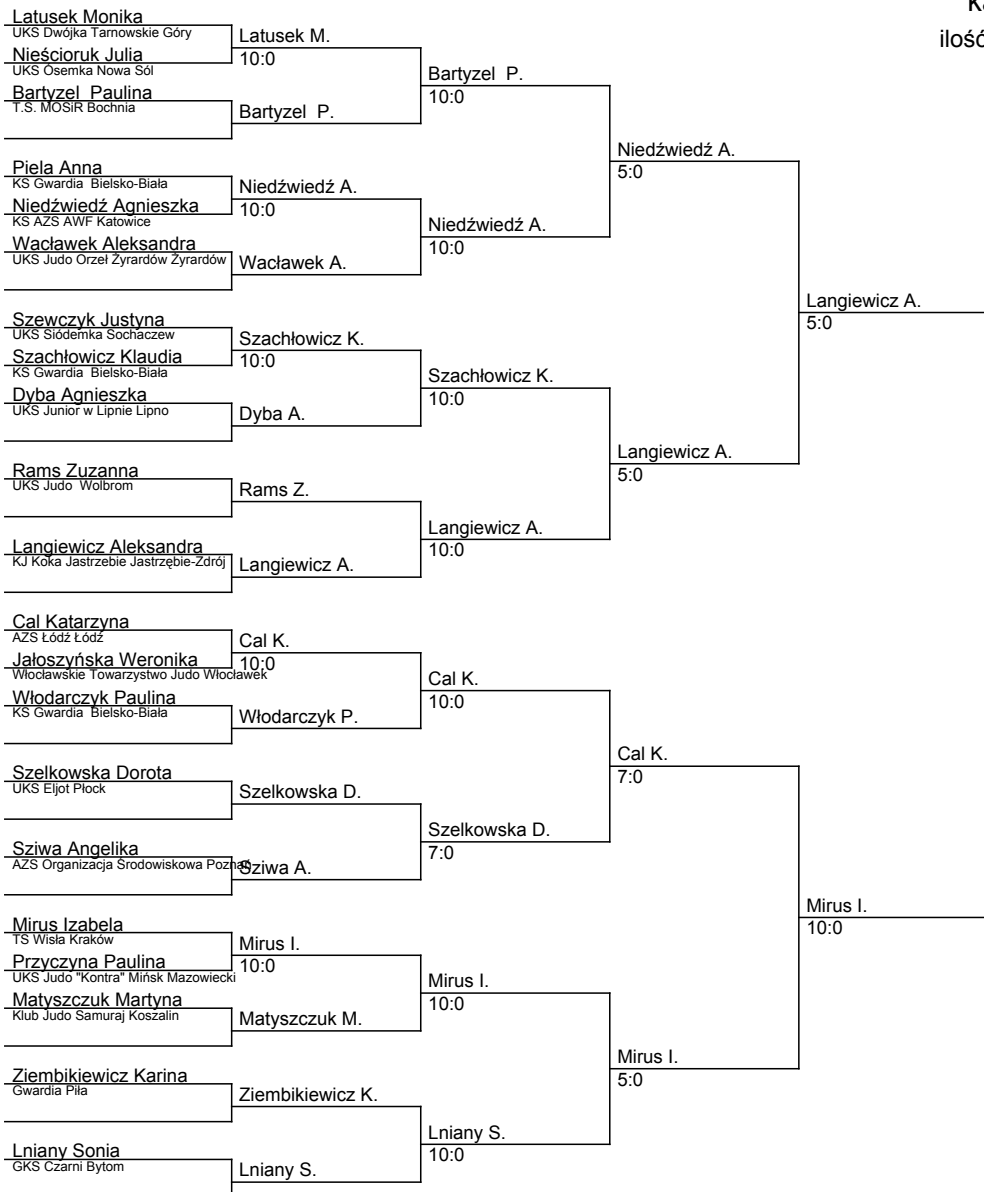 Latusek Monika
UKS Dwójka Tarnowskie Góry
Nieścioruk Julia
UKS Ósemka Nowa Sól
Bartyzel Paulina
T.S. MOSiR Bochnia
Piela Anna
KS Gwardia Bielsko-Biała
Niedźwiedź Agnieszka
KS AZS AWF Katowice
Wacławek Aleksandra
UKS Judo Orzeł Żyrardów Żyrardów
Szewczyk Justyna
UKS Siódemka Sochaczew
Szachłowicz Klaudia
KS Gwardia Bielsko-Biała
Dyba Agnieszka
UKS Junior w Lipnie Lipno
Rams Zuzanna
UKS Judo Wolbrom
Langiewicz Aleksandra
KJ Koka Jastrzebie Jastrzębie-Zdrój
Cal Katarzyna
AZS Łódź Łódź
Jałoszyńska Weronika
Włocławskie Towarzystwo Judo Włocławek
Włodarczyk Paulina
KS Gwardia Bielsko-Biała
Szelkowska Dorota
UKS Eljot Płock
Sziwa Angelika
AZS Organizacja Środowiskowa Poznań
Mirus Izabela
TS Wisła Kraków
Przyczyna Paulina
UKS Judo "Kontra" Mińsk Mazowiecki
Matyszczuk Martyna
Klub Judo Samuraj Koszalin
Ziembikiewicz Karina
Gwardia Piła
Lniany Sonia
GKS Czarni Bytom
Latusek M.
10:0
Bartyzel P.
Niedźwiedź A.
10:0
Wacławek A.
Szachłowicz K.
10:0
Dyba A.
Rams Z.
Langiewicz A.
Cal K.
10:0
Włodarczyk P.
Szelkowska D.
Sziwa A.
Mirus I.
10:0
Matyszczuk M.
Ziembikiewicz K.
Lniany S.
Bartyzel P.
10:0
Niedźwiedź A.
10:0
Szachłowicz K.
10:0
Langiewicz A.
10:0
Cal K.
10:0
Szelkowska D.
7:0
Mirus I.
10:0
Lniany S.
10:0
Niedźwiedź A.
5:0
Langiewicz A.
5:0
Cal K.
7:0
Mirus I.
5:0
Langiewicz A.
5:0
Mirus I.
10:0
ilość